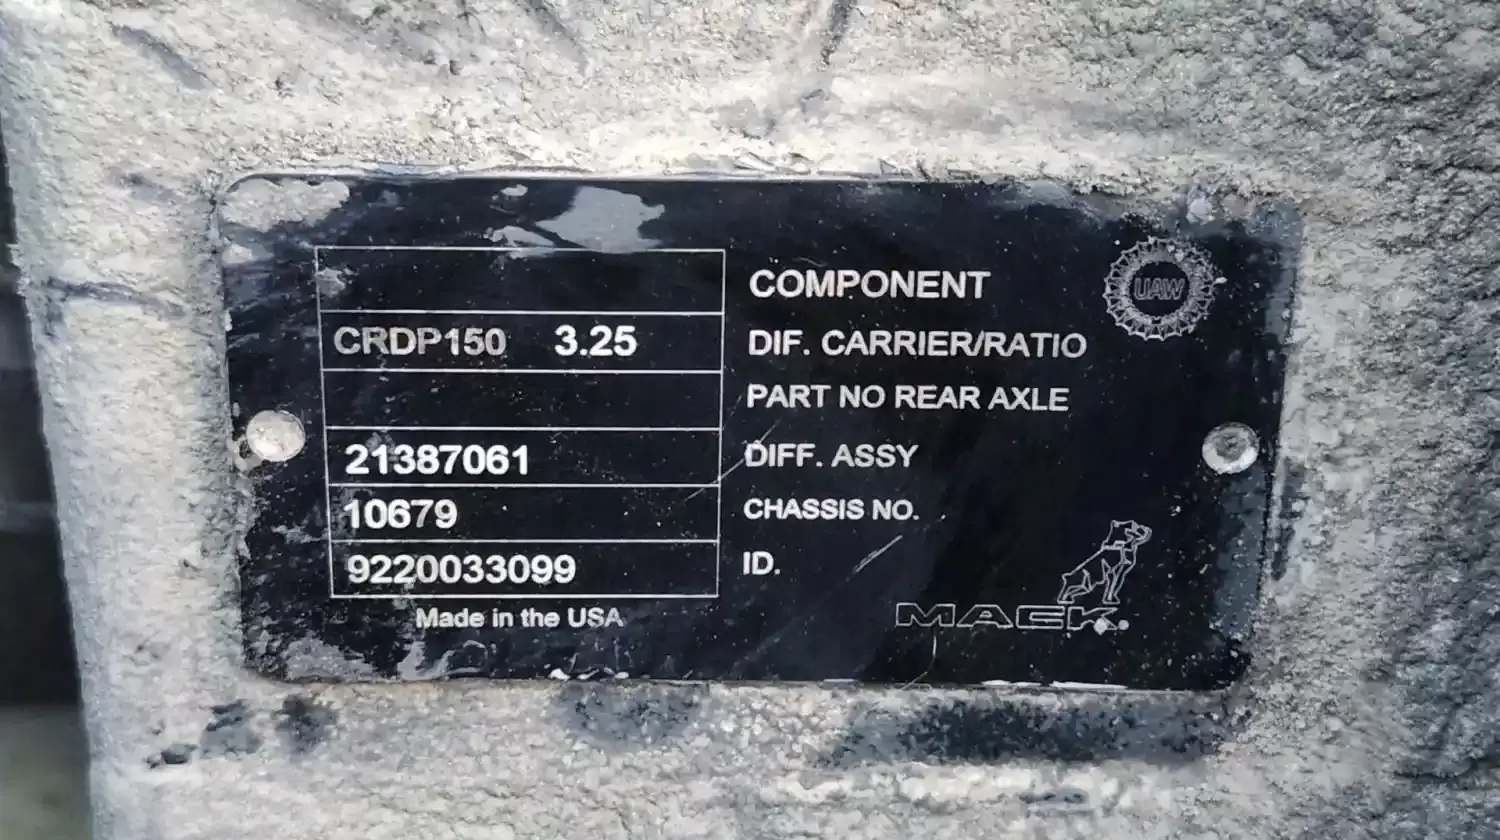 COMPONENT
UAW
CRDP150 3.25 DIF. CARRIER/RATIO
PART NO REAR AXLE
21387061 DIFF. ASSY
10679 CHASSIS NO.
9220033099 ID.
Made in the USA
MACK